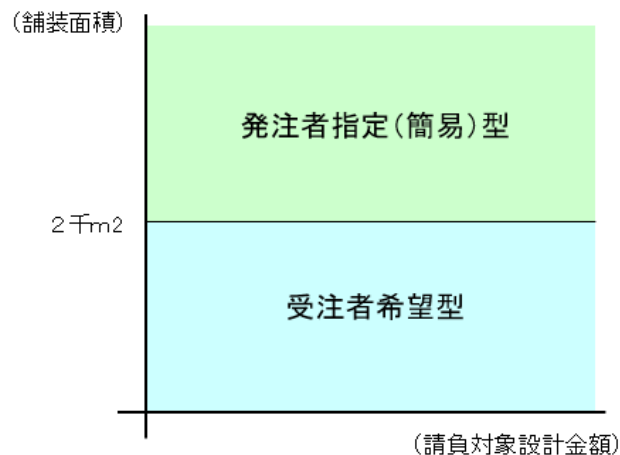 （舗装面積）
発注者指定（簡易）型
２千m2
受注者希望型
（請負対象設計金額）